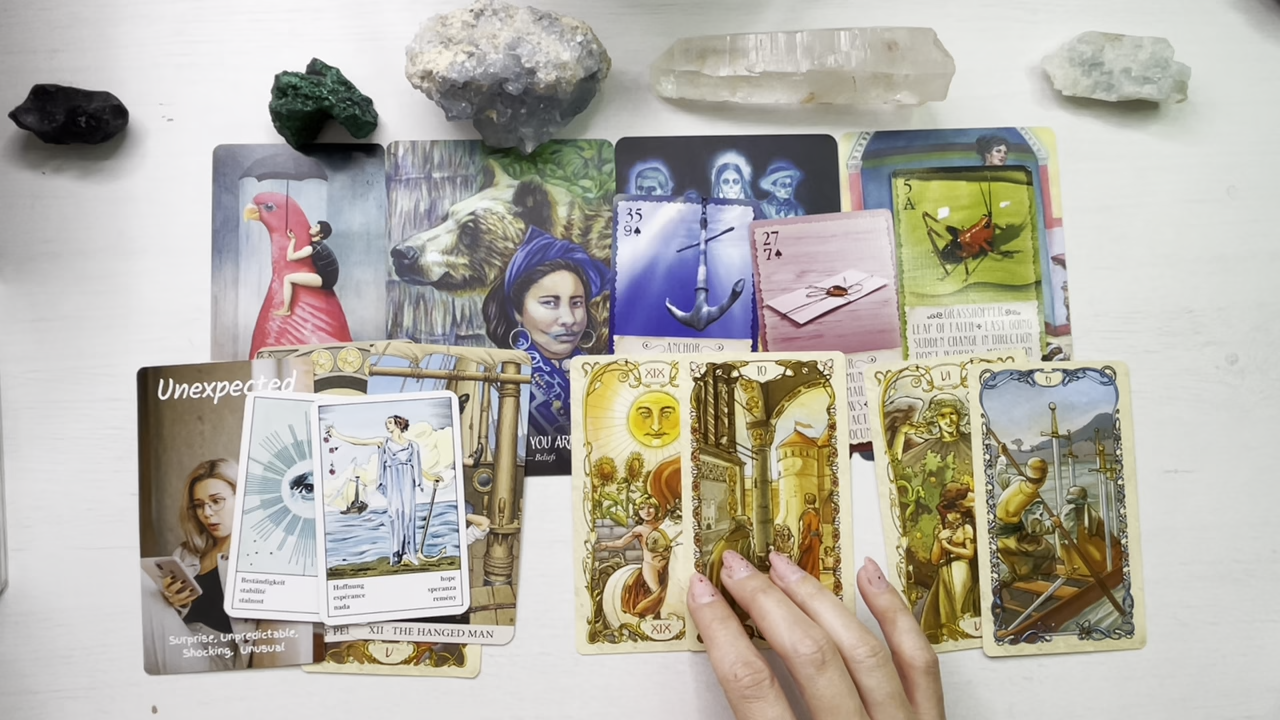 35
9♠
ANCHOR
27
7♠
5
A
GRASSHOPPER
LEAP OF FAITH ✦ LAST GOING
SUDDEN CHANGE IN DIRECTION
DON'T WORRY
YOU AR
— Beliefs
Unexpected
Surprise, Unpredictable,
Shocking, Unusual
Beständigkeit
stabilité
stalnost
Hoffnung
espérance
nada
hope
speranza
remény
XII · THE HANGED MAN
V
XIX
XIX
10
VI
6